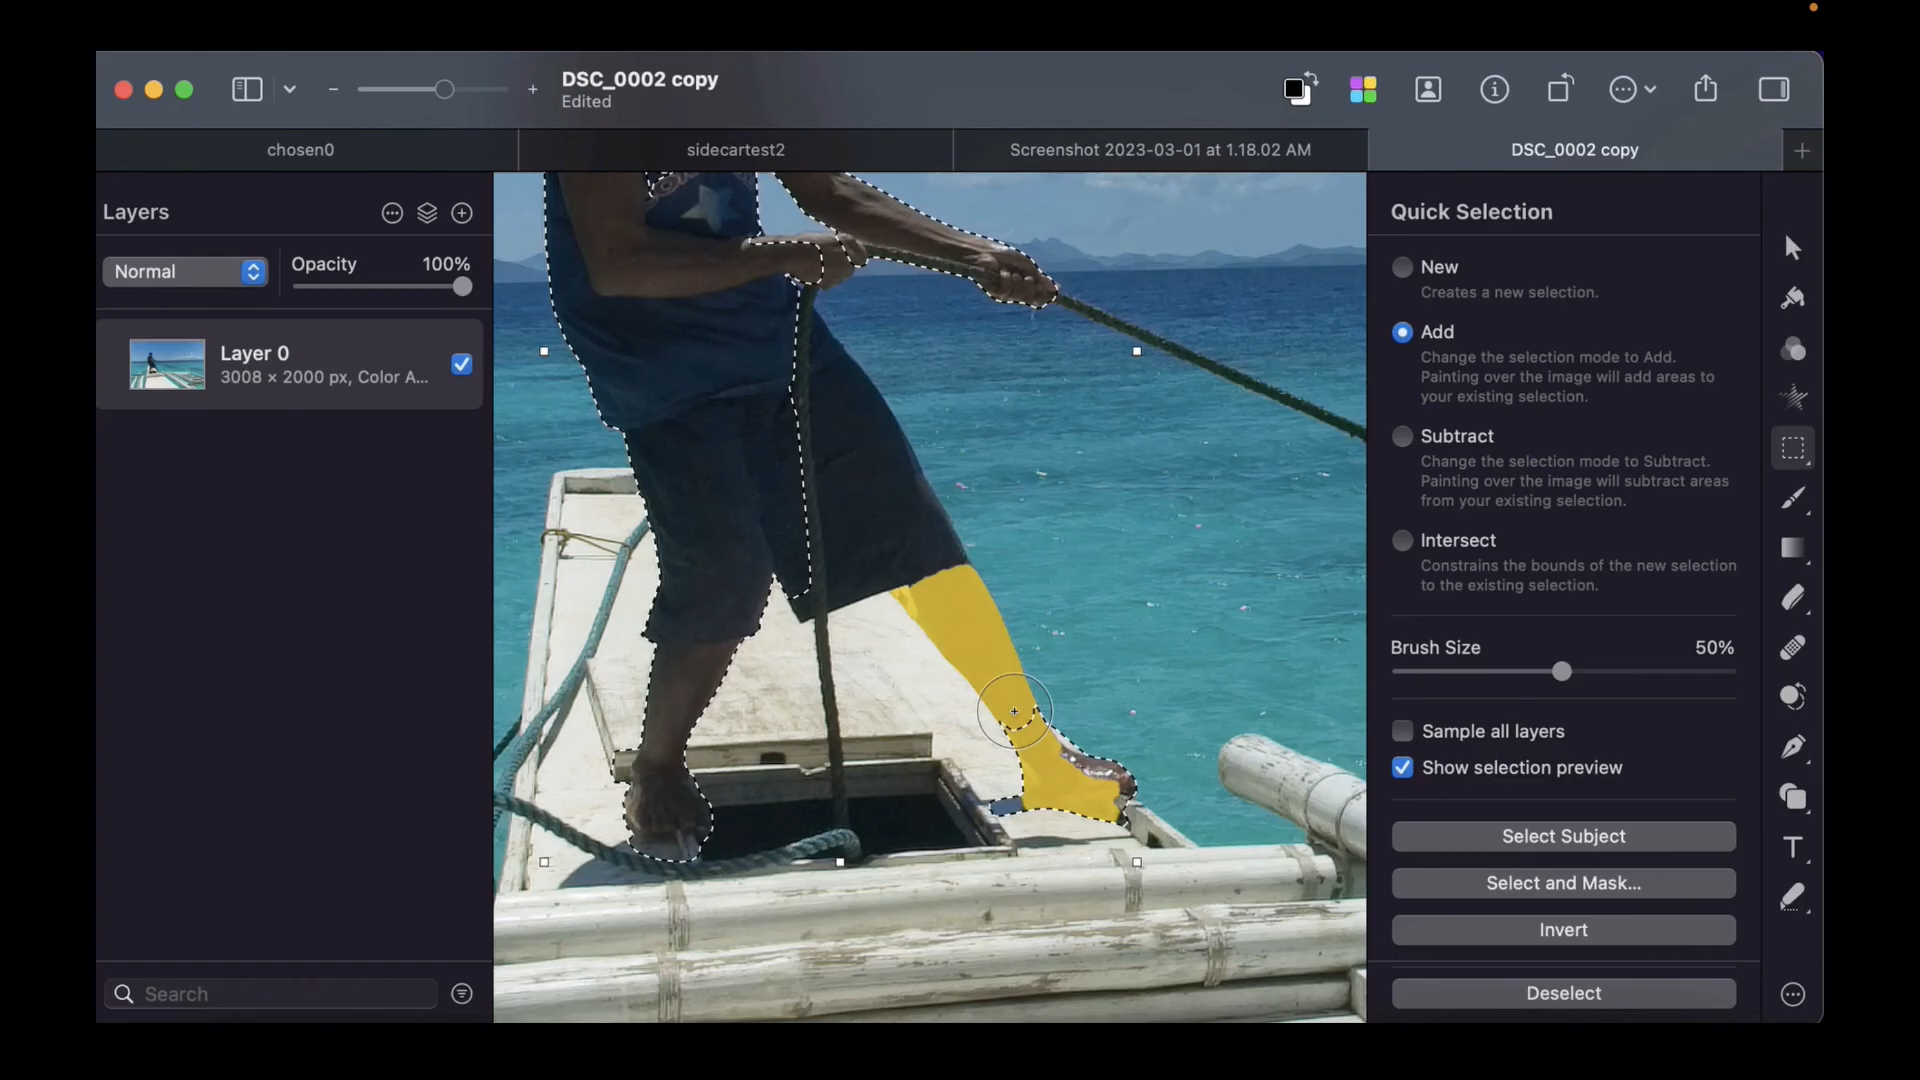 DSC_0002 copy
Edited
chosen0
sidecartest2
Screenshot 2023-03-01 at 1.18.02 AM
DSC_0002 copy
Layers
Normal
Opacity
100%
Layer 0
3008 × 2000 px, Color A...
Search
Quick Selection
New
Creates a new selection.
Add
Change the selection mode to Add.
Painting over the image will add areas to
your existing selection.
Subtract
Change the selection mode to Subtract.
Painting over the image will subtract areas
from your existing selection.
Intersect
Constrains the bounds of the new selection
to the existing selection.
Brush Size
50%
Sample all layers
Show selection preview
Select Subject
Select and Mask...
Invert
Deselect